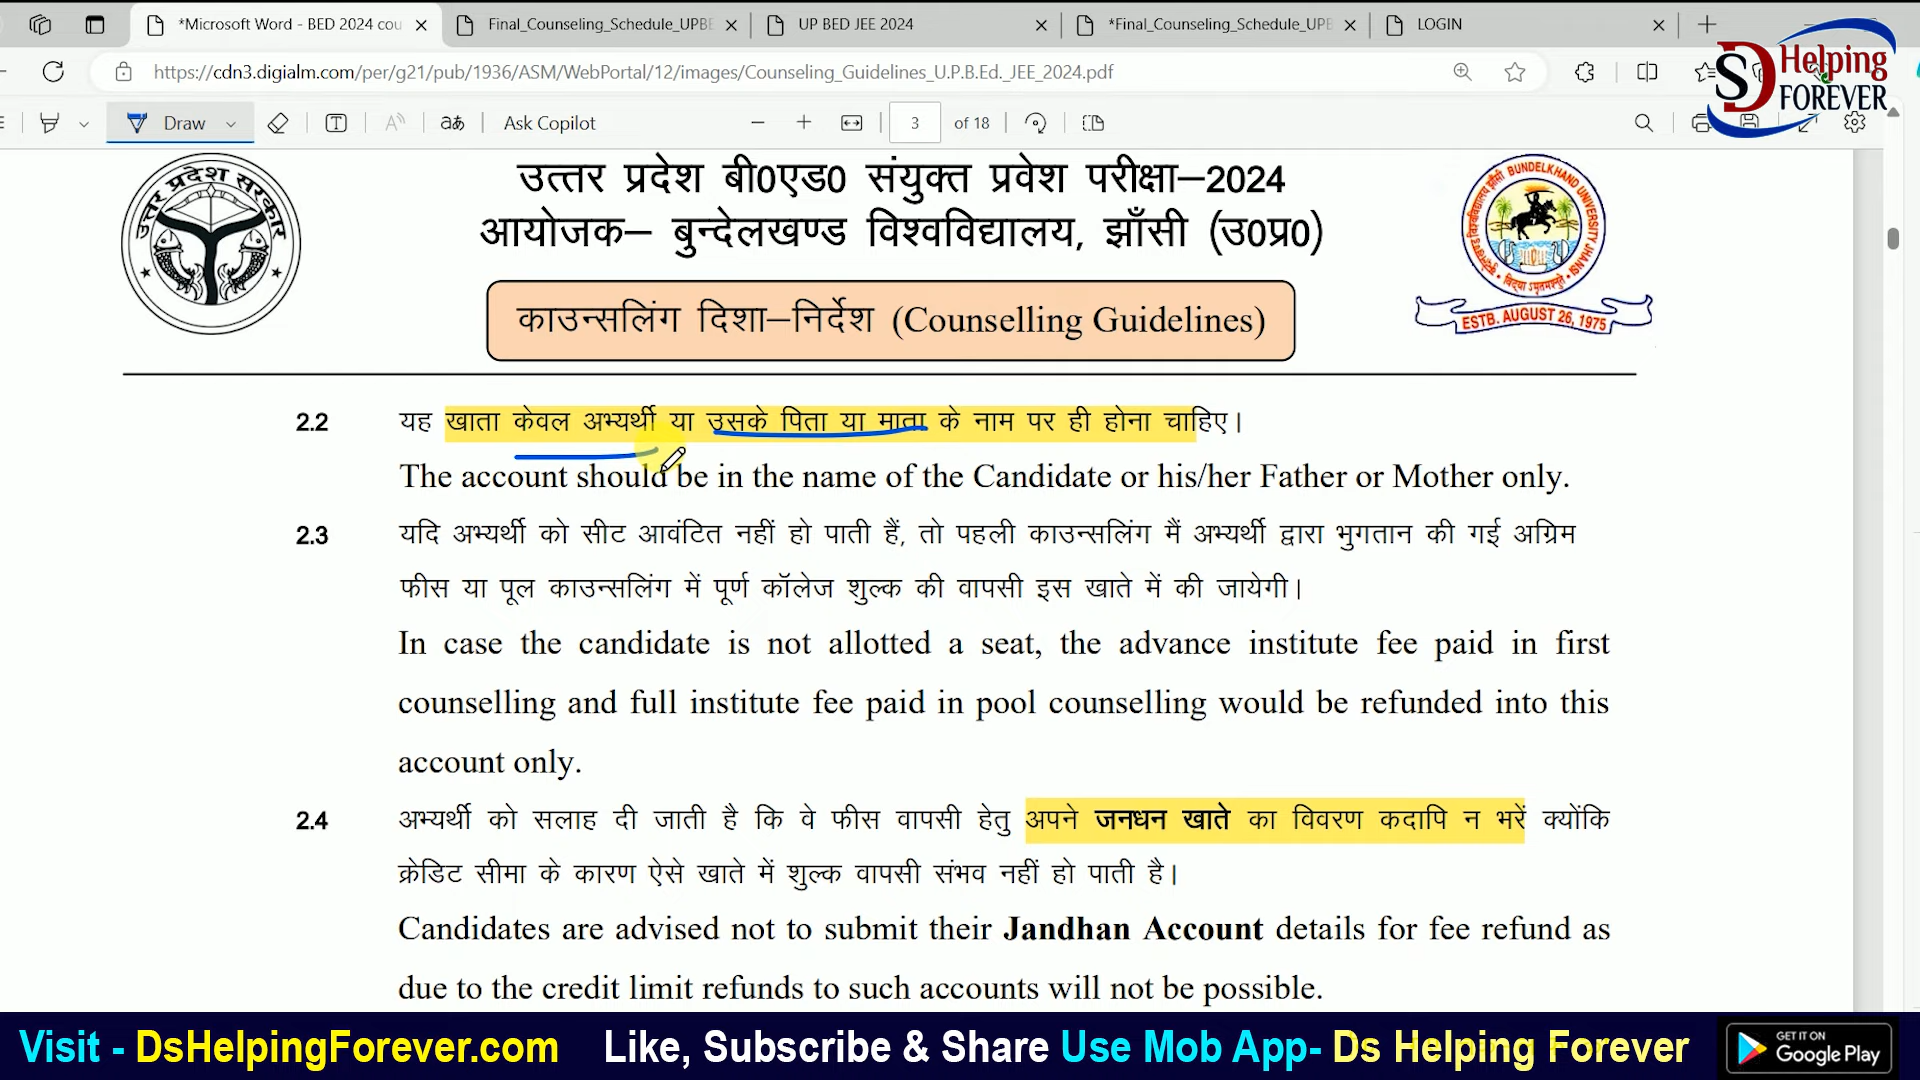 *Microsoft Word - BED 2024 cou
Final_Counseling_Schedule_UPBE
UP BED JEE 2024
*Final_Counseling_Schedule_UPB
LOGIN
https://cdn3.digialm.com/per/g21/pub/1936/ASM/WebPortal/12/images/Counseling_Guidelines_U.P.B.Ed._JEE_2024.pdf
DS Helping FOREVER
Draw
Ask Copilot
3 of 18
उत्तर प्रदेश सरकार
उत्तर प्रदेश बी0एड0 संयुक्त प्रवेश परीक्षा–2024
आयोजक– बुन्देलखण्ड विश्वविद्यालय, झाँसी (उ0प्र0)
BUNDELKHAND UNIVERSITY JHANSI
ESTB. AUGUST 26, 1975
काउन्सलिंग दिशा–निर्देश (Counselling Guidelines)
2.2 यह खाता केवल अभ्यर्थी या उसके पिता या माता के नाम पर ही होना चाहिए।
The account should be in the name of the Candidate or his/her Father or Mother only.
2.3 यदि अभ्यर्थी को सीट आवंटित नहीं हो पाती हैं, तो पहली काउन्सलिंग मैं अभ्यर्थी द्वारा भुगतान की गई अग्रिम
फीस या पूल काउन्सलिंग में पूर्ण कॉलेज शुल्क की वापसी इस खाते में की जायेगी।
In case the candidate is not allotted a seat, the advance institute fee paid in first
counselling and full institute fee paid in pool counselling would be refunded into this
account only.
2.4 अभ्यर्थी को सलाह दी जाती है कि वे फीस वापसी हेतु अपने जनधन खाते का विवरण कदापि न भरें क्योंकि
क्रेडिट सीमा के कारण ऐसे खाते में शुल्क वापसी संभव नहीं हो पाती है।
Candidates are advised not to submit their Jandhan Account details for fee refund as
due to the credit limit refunds to such accounts will not be possible.
Visit - DsHelpingForever.com Like, Subscribe & Share Use Mob App- Ds Helping Forever
GET IT ON
Google Play